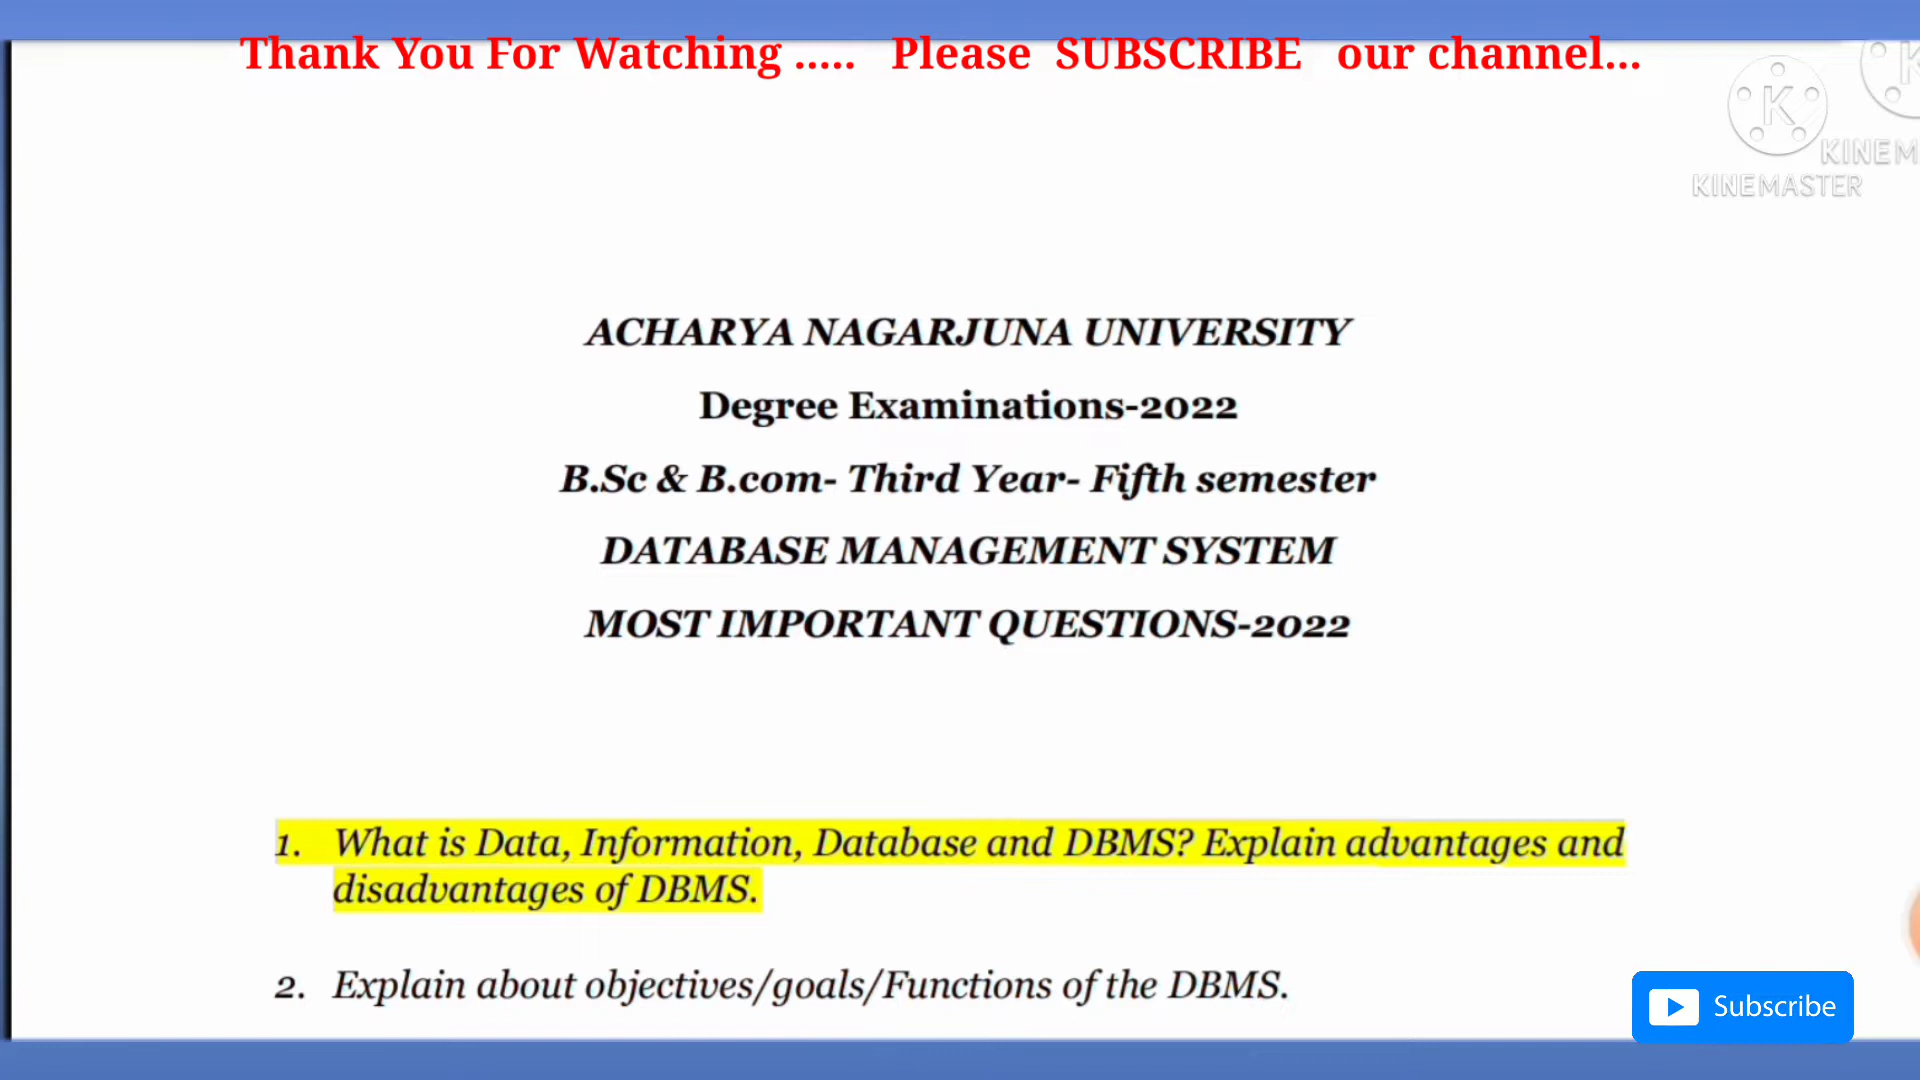 Thank You For Watching ..... Please SUBSCRIBE our channel...
K
K
KINEM
KINEMASTER
ACHARYA NAGARJUNA UNIVERSITY
Degree Examinations-2022
B.Sc & B.com- Third Year- Fifth semester
DATABASE MANAGEMENT SYSTEM
MOST IMPORTANT QUESTIONS-2022
1. What is Data, Information, Database and DBMS? Explain advantages and
disadvantages of DBMS.
2. Explain about objectives/goals/Functions of the DBMS.
Subscribe